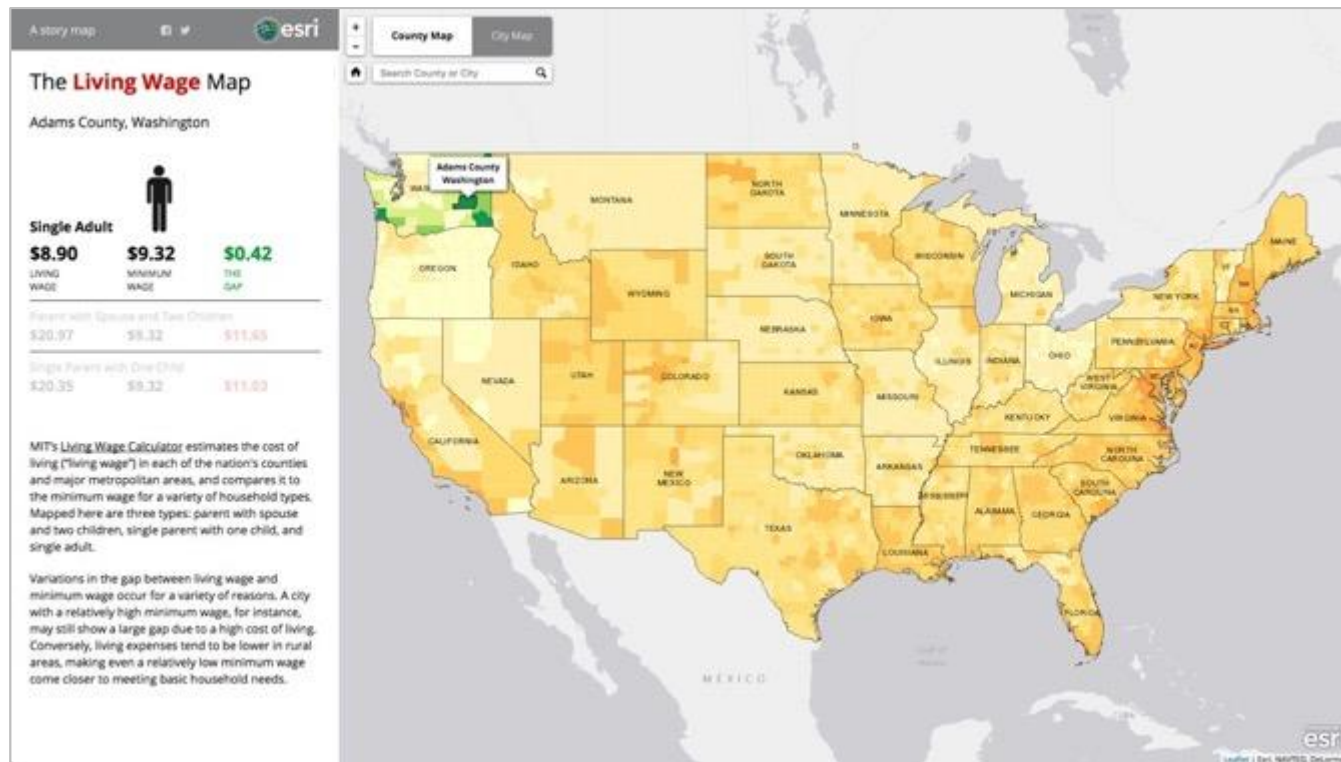 A story map
esri
The Living Wage Map
Adams County, Washington
Single Adult
$8.90 $9.32 $0.42
LIVING WAGE MINIMUM WAGE THE GAP
Parent with Spouse and Two Children
$20.97 $9.32 $11.65
Single Parent with One Child
$20.35 $9.32 $11.03
MIT's Living Wage Calculator estimates the cost of
living ("living wage") in each of the nation's counties
and major metropolitan areas, and compares it to
the minimum wage for a variety of household types.
Mapped here are three types: parent with spouse
and two children, single parent with one child, and
single adult.
Variations in the gap between living wage and
minimum wage occur for a variety of reasons. A city
with a relatively high minimum wage, for instance,
may still show a large gap due to a high cost of living.
Conversely, living expenses tend to be lower in rural
areas, making even a relatively low minimum wage
come closer to meeting basic household needs.
+
-
County Map
City Map
Search County or City
Adams County
Washington
MONTANA
NORTH
DAKOTA
MINNESOTA
MAINE
OREGON
IDAHO
SOUTH
DAKOTA
WISCONSIN
WYOMING
MICHIGAN
VT
NH
NEW YORK
MA
CT
NEBRASKA
IOWA
PENNSYLVANIA
NJ
NEVADA
UTAH
COLORADO
ILLINOIS
INDIANA
OHIO
KANSAS
MISSOURI
WEST
VIRGINIA
VIRGINIA
KENTUCKY
CALIFORNIA
TENNESSEE
NORTH
CAROLINA
ARIZONA
NEW
MEXICO
OKLAHOMA
ARKANSAS
SOUTH
CAROLINA
MISSISSIPPI
ALABAMA
GEORGIA
TEXAS
LOUISIANA
FLORIDA
MÉXICO
esri
Leaflet | Esri, NAVTEQ, DeLorme